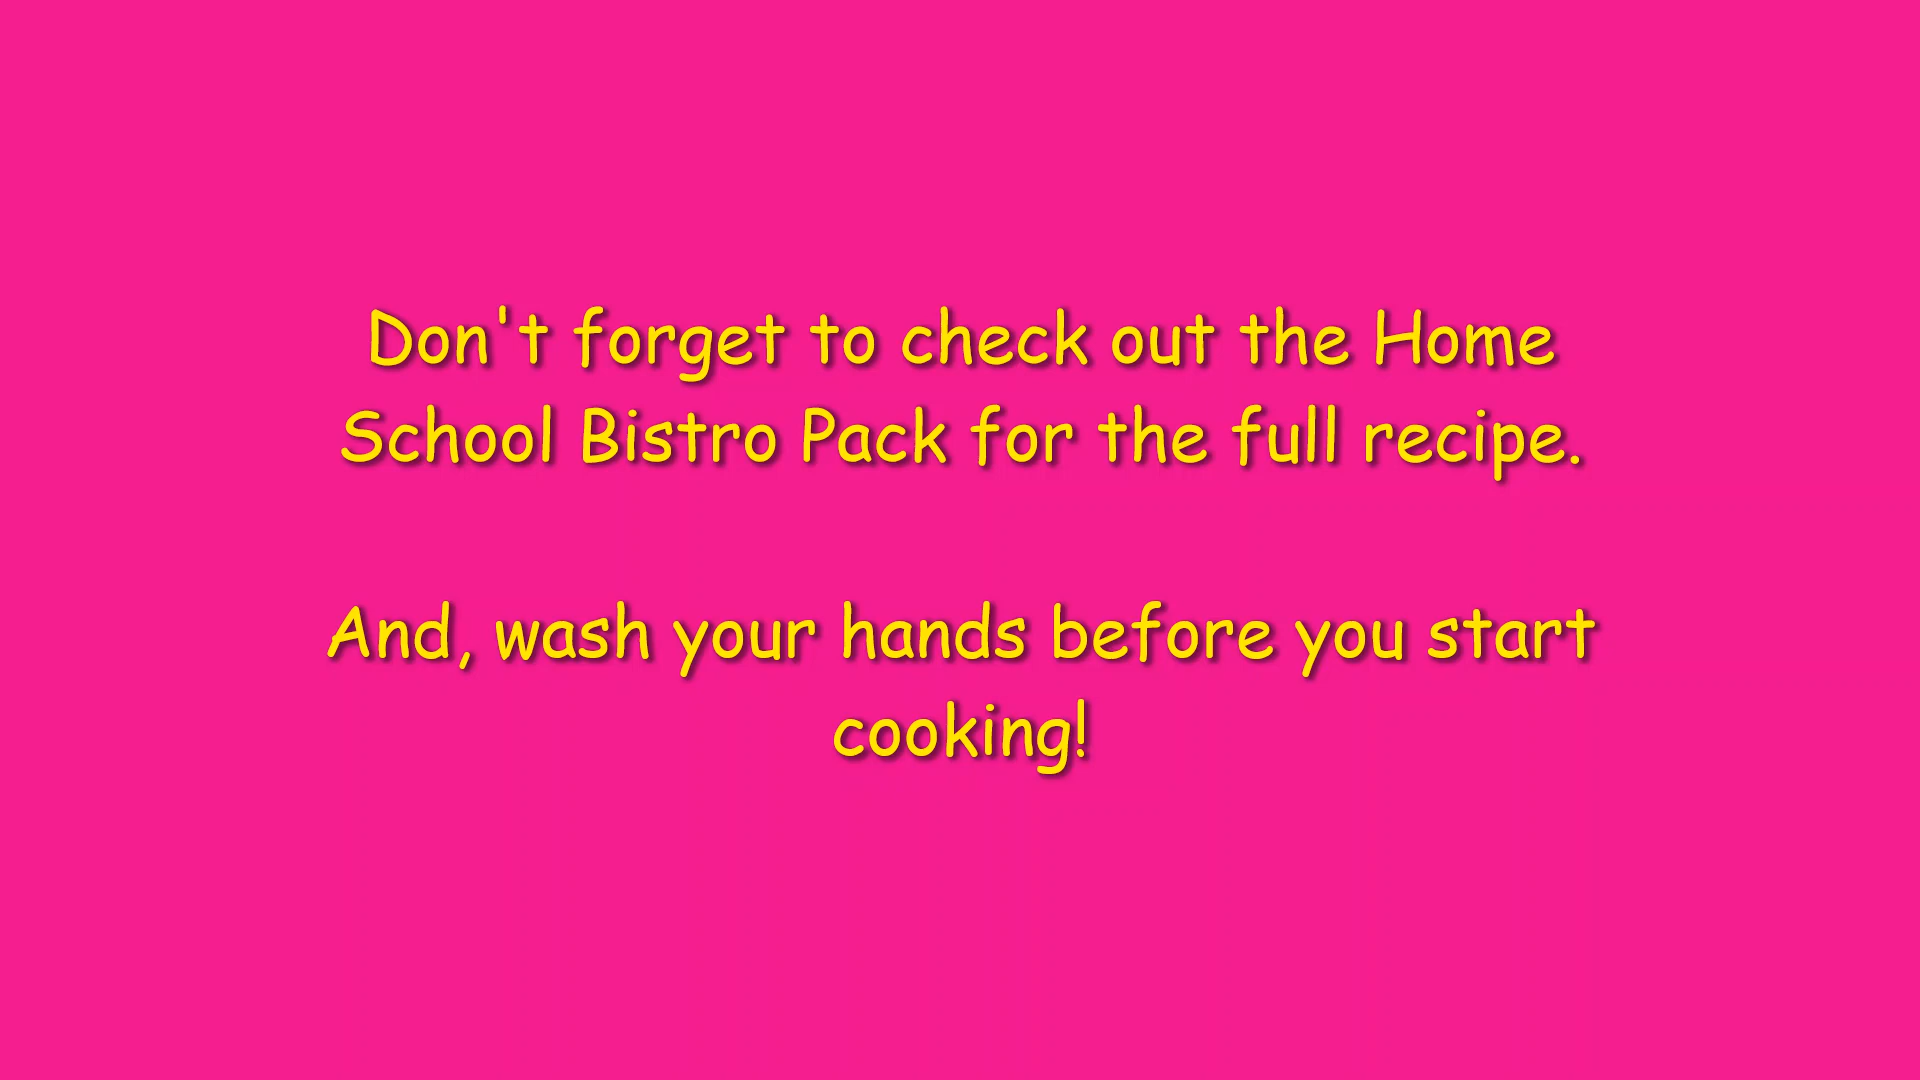 Don't forget to check out the Home
School Bistro Pack for the full recipe.
And, wash your hands before you start
cooking!